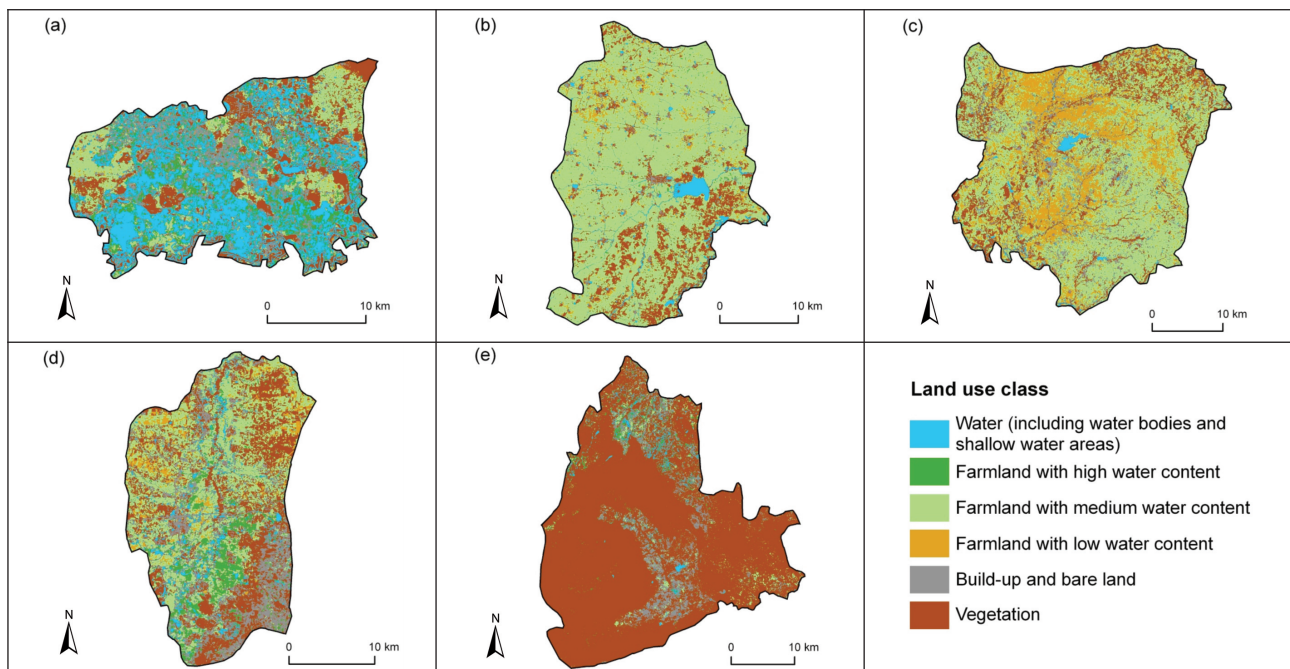 (a)
N
0 10 km
(b)
N
0 10 km
(c)
N
0 10 km
(d)
N
0 10 km
(e)
N
0 10 km
Land use class
Water (including water bodies and
shallow water areas)
Farmland with high water content
Farmland with medium water content
Farmland with low water content
Build-up and bare land
Vegetation